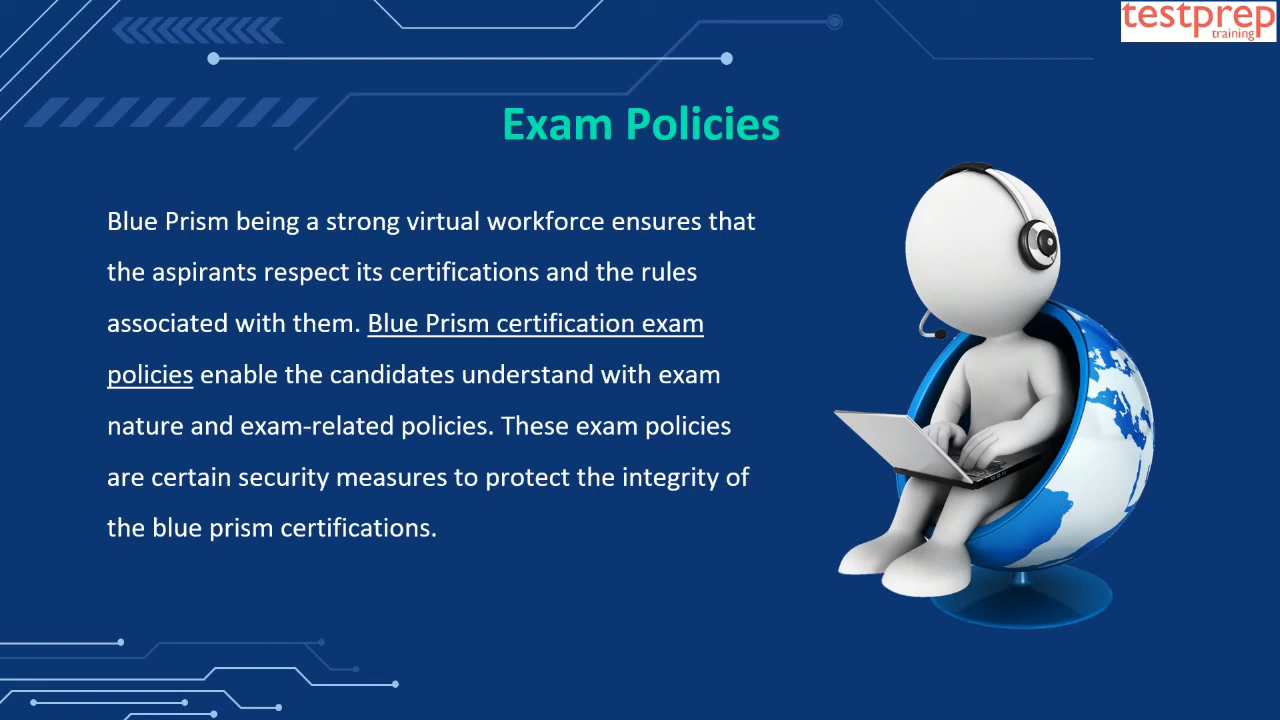 testprep
training
Exam Policies
Blue Prism being a strong virtual workforce ensures that
the aspirants respect its certifications and the rules
associated with them. Blue Prism certification exam
policies enable the candidates understand with exam
nature and exam-related policies. These exam policies
are certain security measures to protect the integrity of
the blue prism certifications.